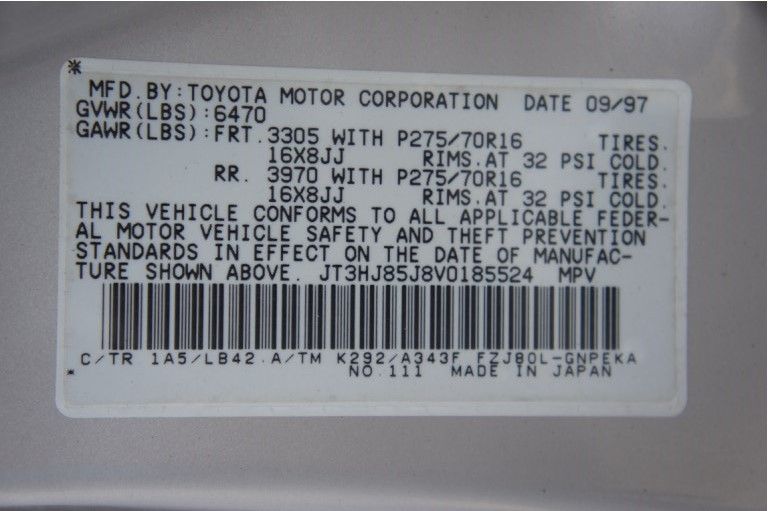 *
MFD.BY:TOYOTA MOTOR CORPORATION DATE 09/97
GVWR(LBS):6470
GAWR(LBS):FRT.3305 WITH P275/70R16 TIRES.
16X8JJ RIMS.AT 32 PSI COLD.
RR. 3970 WITH P275/70R16 TIRES.
16X8JJ RIMS.AT 32 PSI COLD.
THIS VEHICLE CONFORMS TO ALL APPLICABLE FEDER-
AL MOTOR VEHICLE SAFETY AND THEFT PREVENTION
STANDARDS IN EFFECT ON THE DATE OF MANUFAC-
TURE SHOWN ABOVE. JT3HJ85J8V0185524 MPV
C/TR 1A5/LB42 A/TM K292/A343F FZJ80L-GNPEKA
* NO.111 MADE IN JAPAN